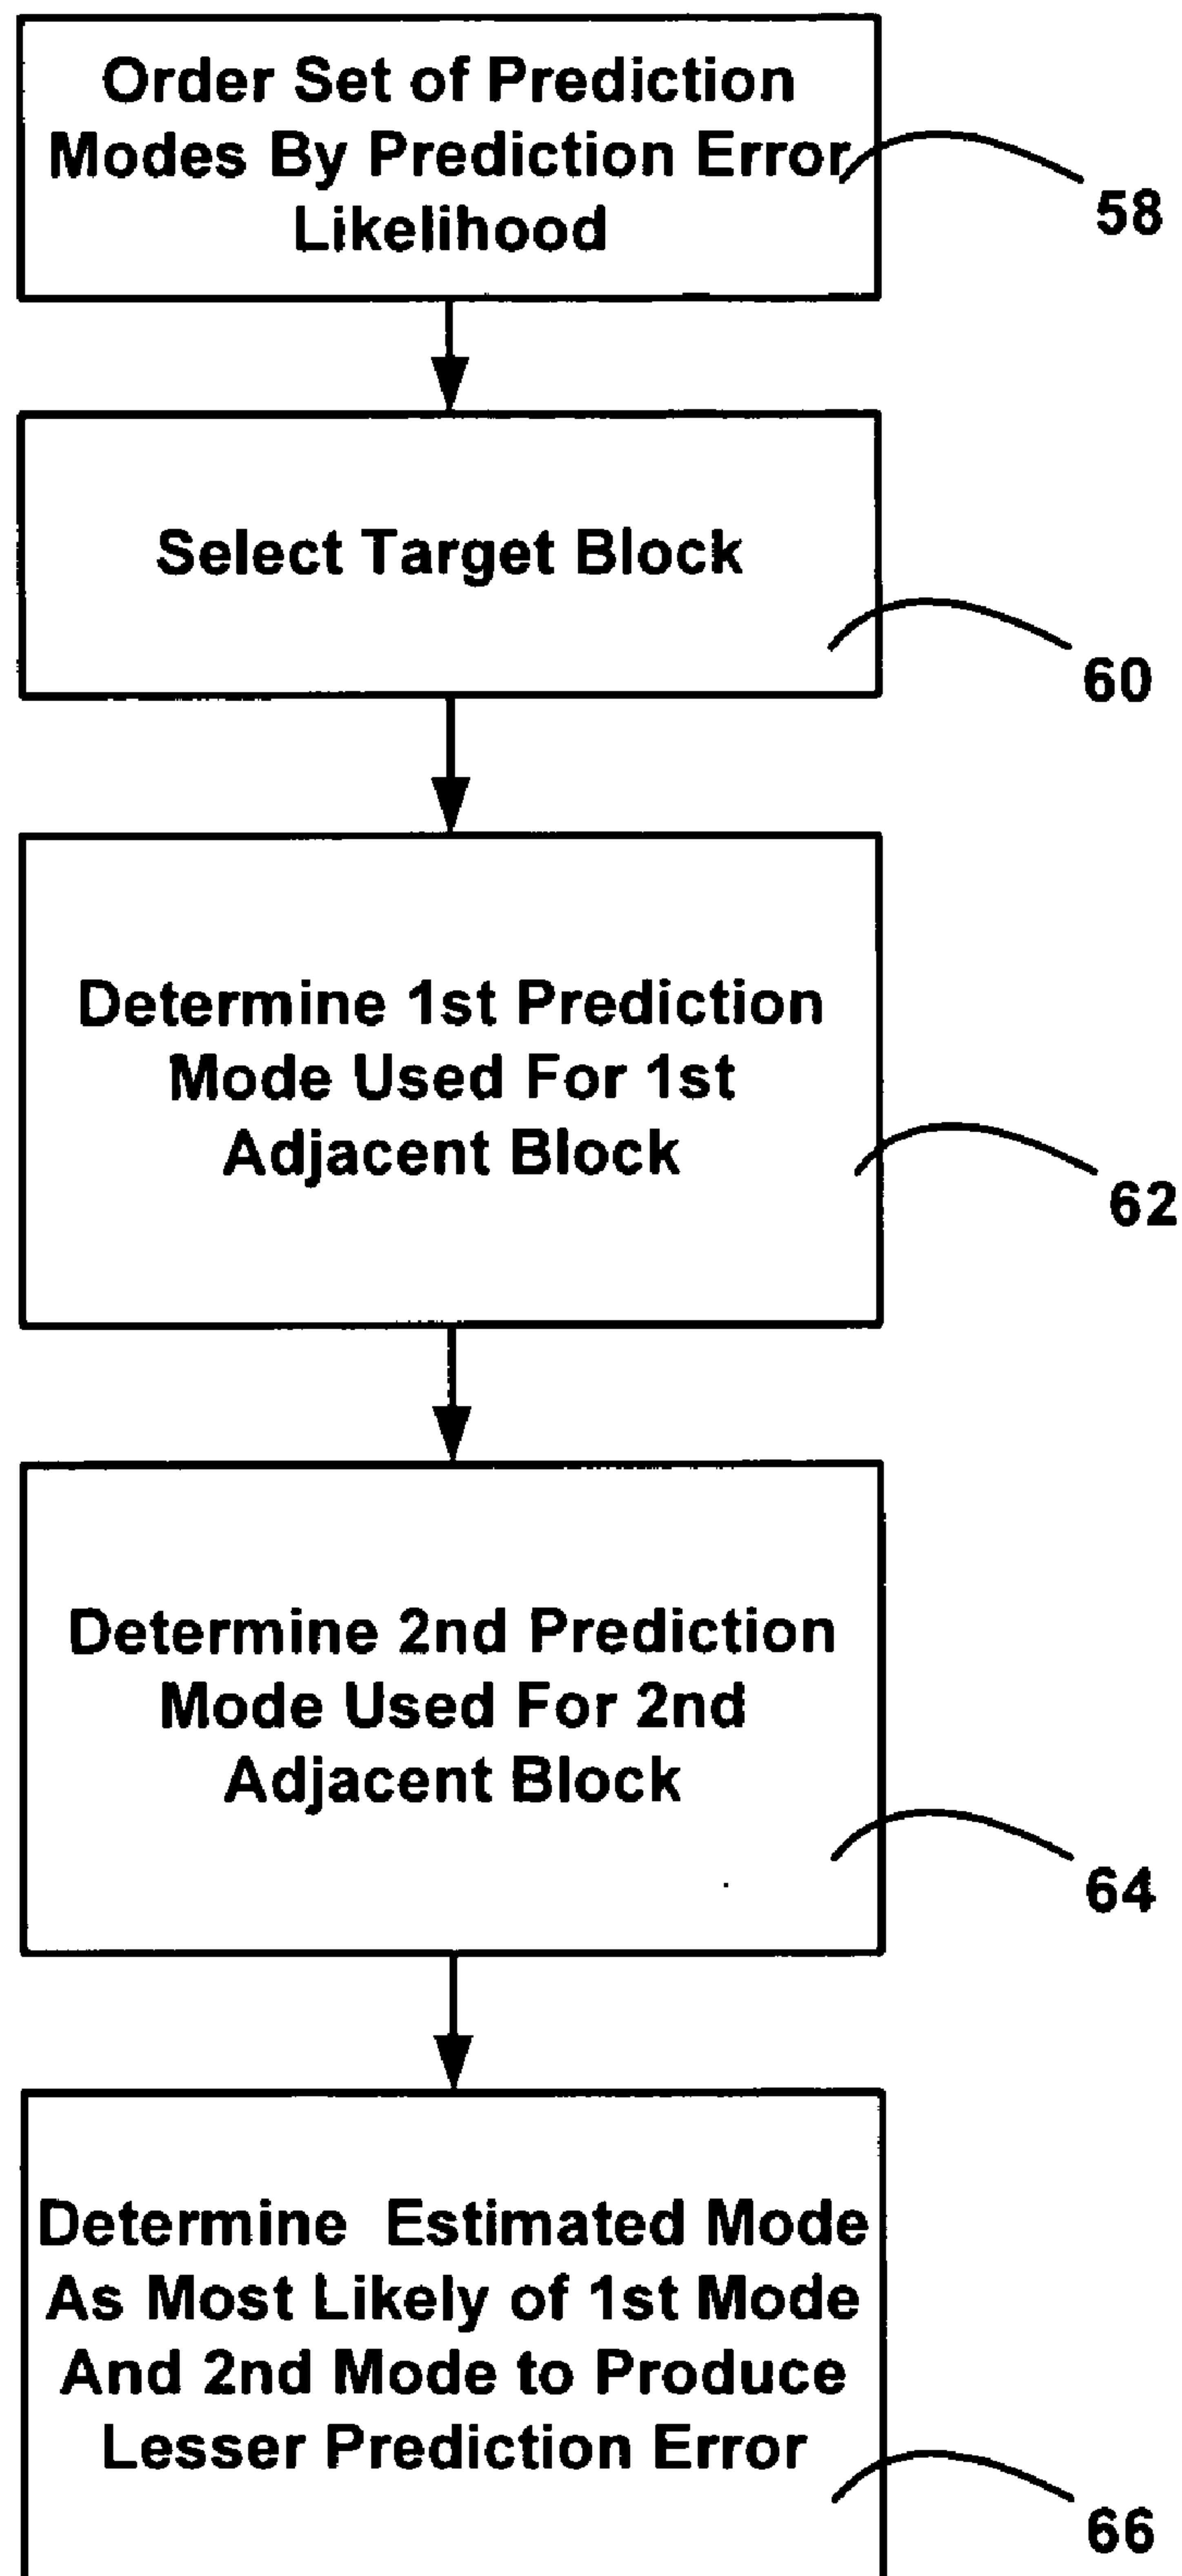 Order Set of Prediction
Modes By Prediction Error
Likelihood
58
Select Target Block
60
Determine 1st Prediction
Mode Used For 1st
Adjacent Block
62
Determine 2nd Prediction
Mode Used For 2nd
Adjacent Block
64
Determine Estimated Mode
As Most Likely of 1st Mode
And 2nd Mode to Produce
Lesser Prediction Error
66